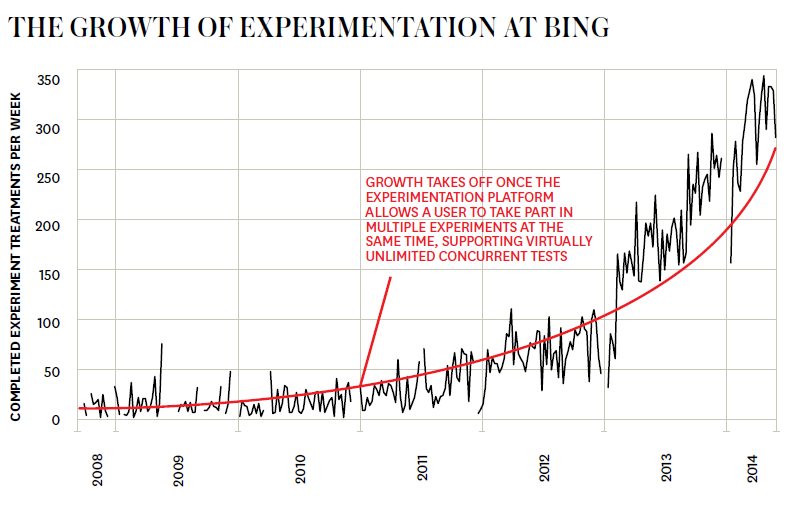 THE GROWTH OF EXPERIMENTATION AT BING
COMPLETED EXPERIMENT TREATMENTS PER WEEK
350
300
250
200
150
100
50
0
GROWTH TAKES OFF ONCE THE
EXPERIMENTATION PLATFORM
ALLOWS A USER TO TAKE PART IN
MULTIPLE EXPERIMENTS AT THE
SAME TIME, SUPPORTING VIRTUALLY
UNLIMITED CONCURRENT TESTS
2008
2009
2010
2011
2012
2013
2014